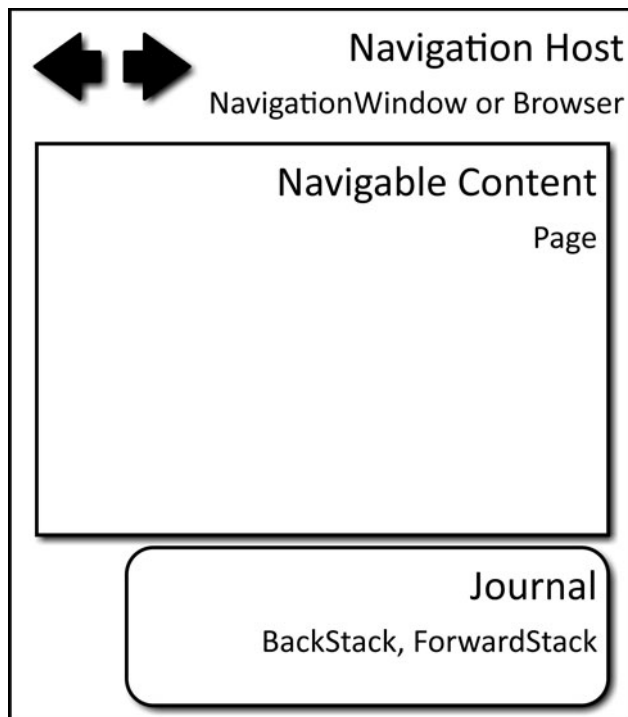 Navigation Host
NavigationWindow or Browser
Navigable Content
Page
Journal
BackStack, ForwardStack